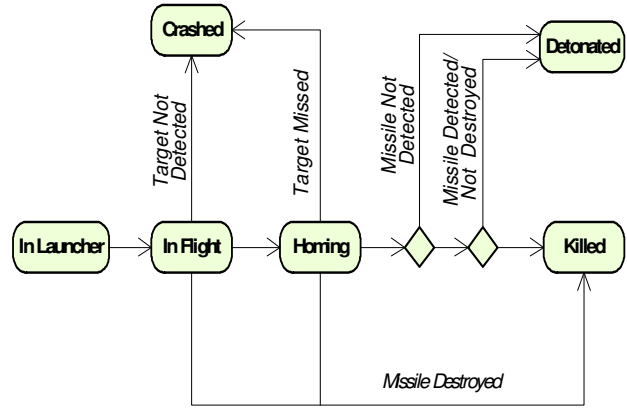 Crashed
Detonated
Target Not
Detected
Target Missed
Missile Not
Detected
Missile Detected/
Not Destroyed
In Launcher
In Flight
Homing
Killed
Missile Destroyed